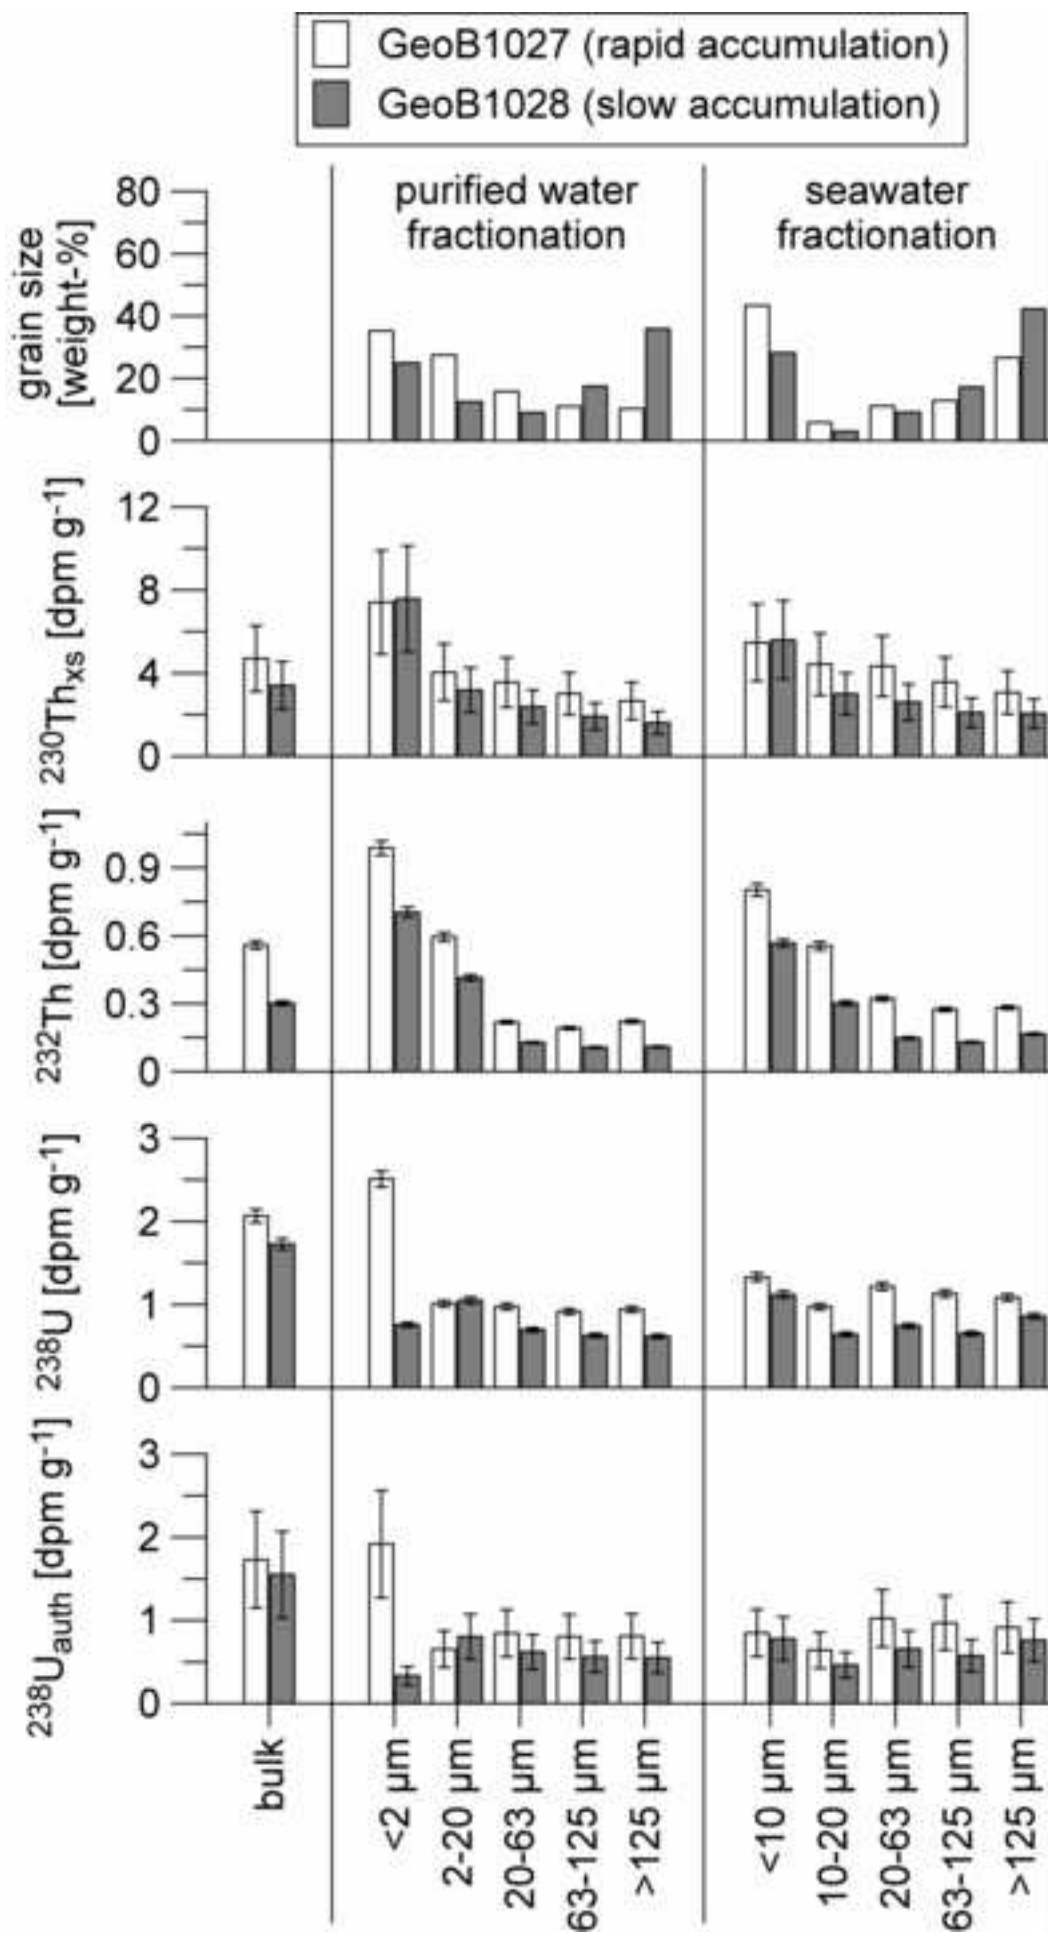 GeoB1027 (rapid accumulation)
GeoB1028 (slow accumulation)
purified water
fractionation
seawater
fractionation
grain size
[weight-%]
80
60
40
20
0
²³⁰Thxs [dpm g⁻¹]
12
8
4
0
²³²Th [dpm g⁻¹]
0.9
0.6
0.3
0
²³⁸U [dpm g⁻¹]
3
2
1
0
²³⁸Uauth [dpm g⁻¹]
3
2
1
0
bulk
<2 µm
2-20 µm
20-63 µm
63-125 µm
>125 µm
<10 µm
10-20 µm
20-63 µm
63-125 µm
>125 µm